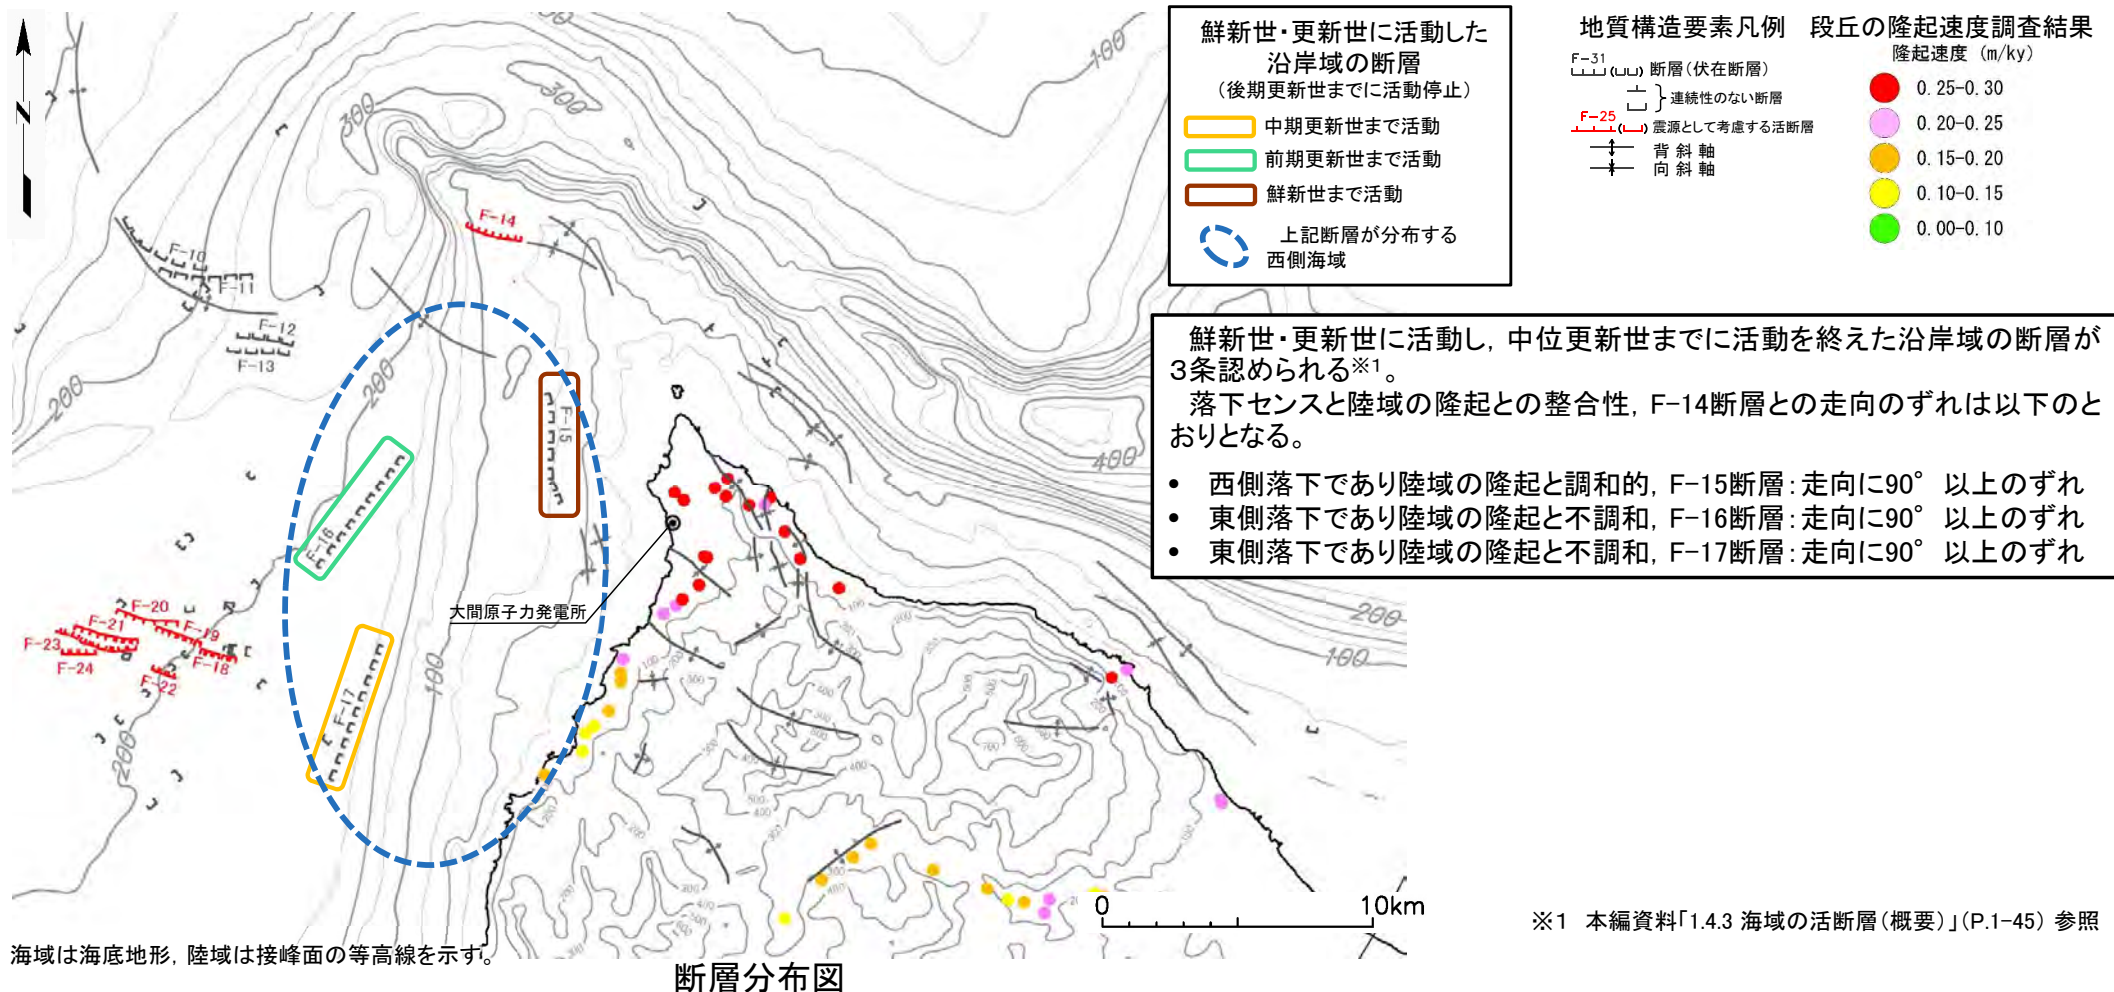 鮮新世・更新世に活動した
沿岸域の断層
(後期更新世までに活動停止)
中期更新世まで活動
前期更新世まで活動
鮮新世まで活動
上記断層が分布する
西側海域
地質構造要素凡例
F-31
断層(伏在断層)
連続性のない断層
F-25
震源として考慮する活断層
背斜軸
向斜軸
段丘の隆起速度調査結果
隆起速度 (m/ky)
0.25-0.30
0.20-0.25
0.15-0.20
0.10-0.15
0.00-0.10
鮮新世・更新世に活動し, 中位更新世までに活動を終えた沿岸域の断層が
3条認められる※1。
落下センスと陸域の隆起との整合性, F-14断層との走向のずれは以下のと
おりとなる。
• 西側落下であり陸域の隆起と調和的, F-15断層:走向に90° 以上のずれ
• 東側落下であり陸域の隆起と不調和, F-16断層:走向に90° 以上のずれ
• 東側落下であり陸域の隆起と不調和, F-17断層:走向に90° 以上のずれ
N
100
300
300
F-14
F-10
F-11
F-12
F-13
200
200
F-15
F-16
400
大間原子力発電所
F-20
F-21
F-19
F-23
F-18
F-24
F-22
F-17
100
200
200
100
0
10km
※1 本編資料「1.4.3 海域の活断層(概要)」(P.1-45) 参照
海域は海底地形, 陸域は接峰面の等高線を示す。
断層分布図